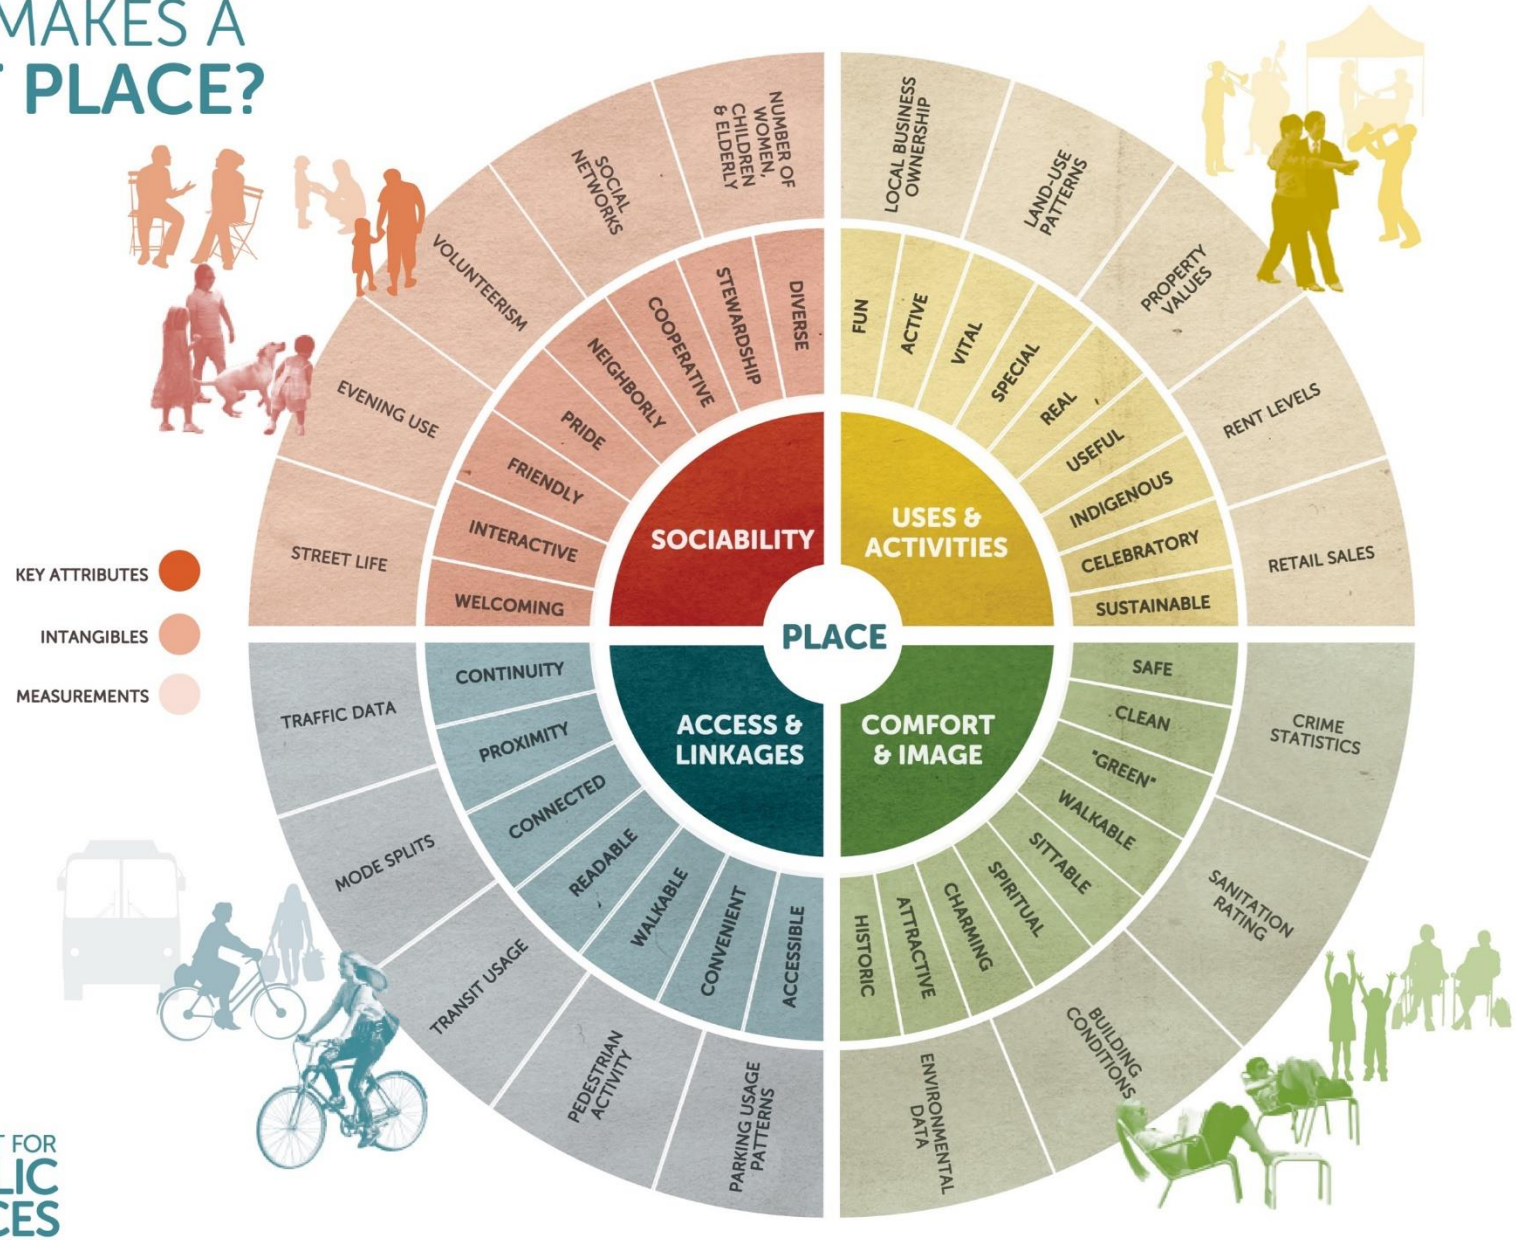 MAKES A
PLACE?
NUMBER OF
WOMEN,
CHILDREN
& ELDERLY
SOCIAL
NETWORKS
VOLUNTEERISM
EVENING USE
STREET LIFE
DIVERSE
STEWARDSHIP
COOPERATIVE
NEIGHBORLY
PRIDE
FRIENDLY
INTERACTIVE
WELCOMING
SOCIABILITY
LOCAL BUSINESS
OWNERSHIP
LAND-USE
PATTERNS
PROPERTY
VALUES
RENT LEVELS
RETAIL SALES
FUN
ACTIVE
VITAL
SPECIAL
REAL
USEFUL
INDIGENOUS
CELEBRATORY
SUSTAINABLE
USES &
ACTIVITIES
PLACE
KEY ATTRIBUTES
INTANGIBLES
MEASUREMENTS
ACCESS &
LINKAGES
CONTINUITY
PROXIMITY
CONNECTED
READABLE
WALKABLE
CONVENIENT
ACCESSIBLE
TRAFFIC DATA
MODE SPLITS
TRANSIT USAGE
PEDESTRIAN
ACTIVITY
PARKING USAGE
PATTERNS
COMFORT
& IMAGE
SAFE
CLEAN
"GREEN"
WALKABLE
SITTABLE
SPIRITUAL
CHARMING
ATTRACTIVE
HISTORIC
CRIME
STATISTICS
SANITATION
RATING
BUILDING
CONDITIONS
ENVIRONMENTAL
DATA
T FOR
LIC
CES